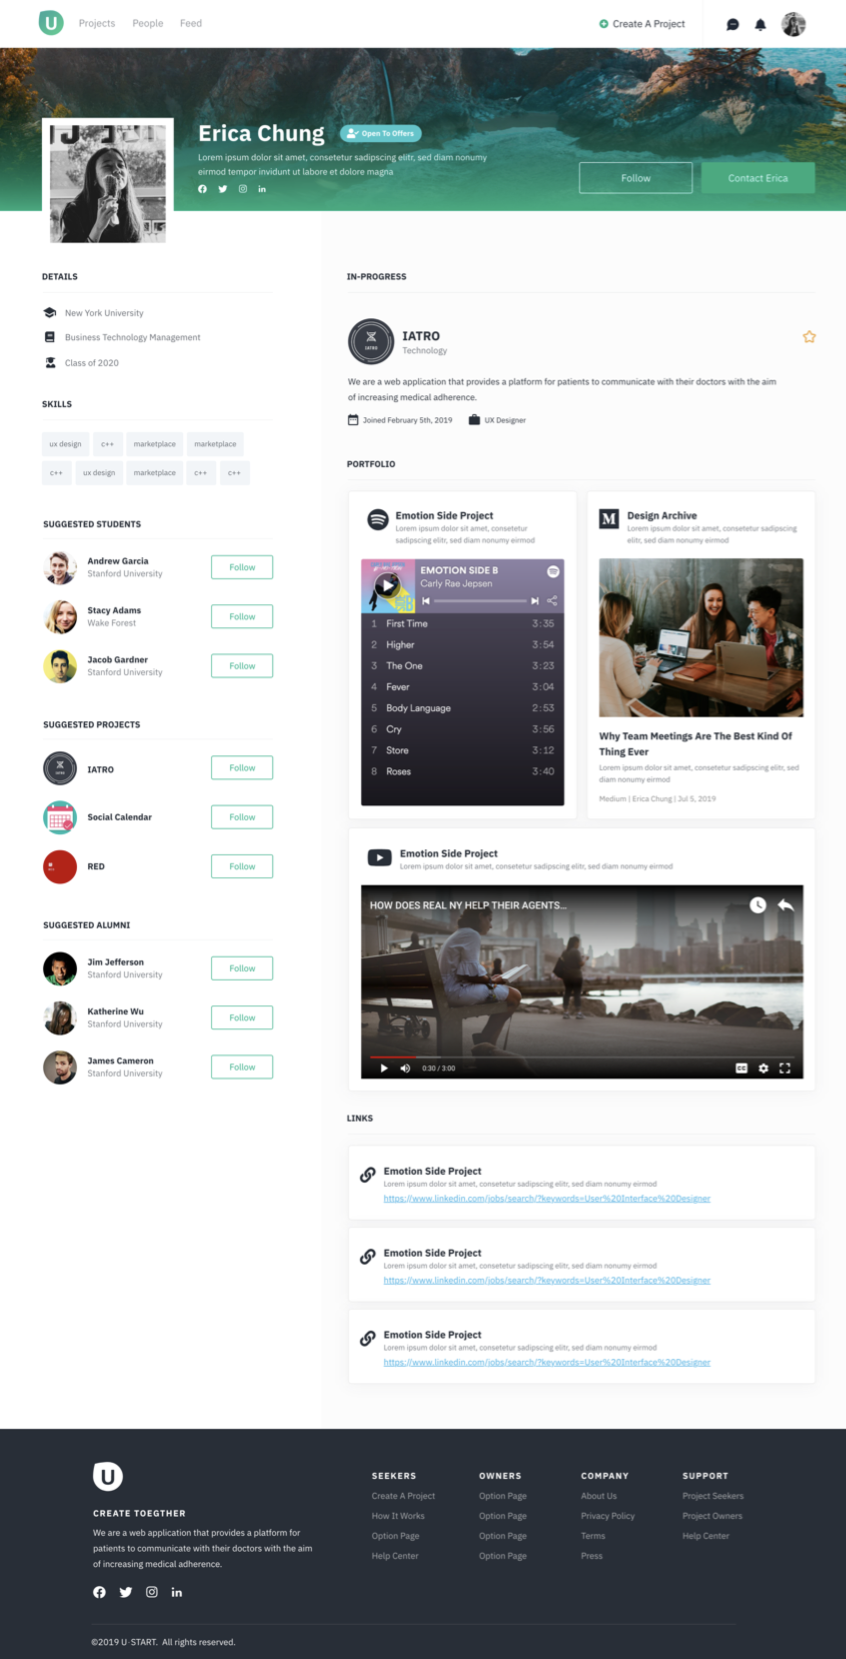 U Projects People Feed Create A Project
Erica Chung Open To Offers
Lorem ipsum dolor sit amet, consetetur sadipscing elitr, sed diam nonumy
eirmod tempor invidunt ut labore et dolore magna
Follow Contact Erica
DETAILS
New York University
Business Technology Management
Class of 2020
SKILLS
ux design c++ marketplace marketplace
c++ ux design marketplace c++ c++
SUGGESTED STUDENTS
Andrew Garcia
Stanford University
Follow
Stacy Adams
Wake Forest
Follow
Jacob Gardner
Stanford University
Follow
SUGGESTED PROJECTS
IATRO
Follow
Social Calendar
Follow
RED
Follow
SUGGESTED ALUMNI
Jim Jefferson
Stanford University
Follow
Katherine Wu
Stanford University
Follow
James Cameron
Stanford University
Follow
IN-PROGRESS
IATRO
IATRO
Technology
We are a web application that provides a platform for patients to communicate with their doctors with the aim
of increasing medical adherence.
Joined February 5th, 2019 UX Designer
PORTFOLIO
Emotion Side Project
Lorem ipsum dolor sit amet, consetetur
sadipscing elitr, sed diam nonumy eirmod
EMOTION SIDE B
Carly Rae Jepsen
1 First Time 3:35
2 Higher 3:54
3 The One 3:23
4 Fever 3:04
5 Body Language 2:53
6 Cry 3:56
7 Store 3:12
8 Roses 3:40
M Design Archive
Lorem ipsum dolor sit amet, consetetur sadipscing
elitr, sed diam nonumy eirmod
Why Team Meetings Are The Best Kind Of
Thing Ever
Lorem ipsum dolor sit amet, consetetur sadipscing elitr, sed
diam nonumy eirmod
Medium | Erica Chung | Jul 5, 2019
Emotion Side Project
Lorem ipsum dolor sit amet, consetetur sadipscing elitr, sed diam nonumy eirmod
HOW DOES REAL NY HELP THEIR AGENTS...
0:30 / 3:00 CC
LINKS
Emotion Side Project
Lorem ipsum dolor sit amet, consetetur sadipscing elitr, sed diam nonumy eirmod
https://www.linkedin.com/jobs/search/?keywords=User%20Interface%20Designer
Emotion Side Project
Lorem ipsum dolor sit amet, consetetur sadipscing elitr, sed diam nonumy eirmod
https://www.linkedin.com/jobs/search/?keywords=User%20Interface%20Designer
Emotion Side Project
Lorem ipsum dolor sit amet, consetetur sadipscing elitr, sed diam nonumy eirmod
https://www.linkedin.com/jobs/search/?keywords=User%20Interface%20Designer
U
CREATE TOEGTHER
We are a web application that provides a platform for
patients to communicate with their doctors with the aim
of increasing medical adherence.
SEEKERS
Create A Project
How It Works
Option Page
Help Center
OWNERS
Option Page
Option Page
Option Page
Option Page
COMPANY
About Us
Privacy Policy
Terms
Press
SUPPORT
Project Seekers
Project Owners
Help Center
©2019 U·START. All rights reserved.